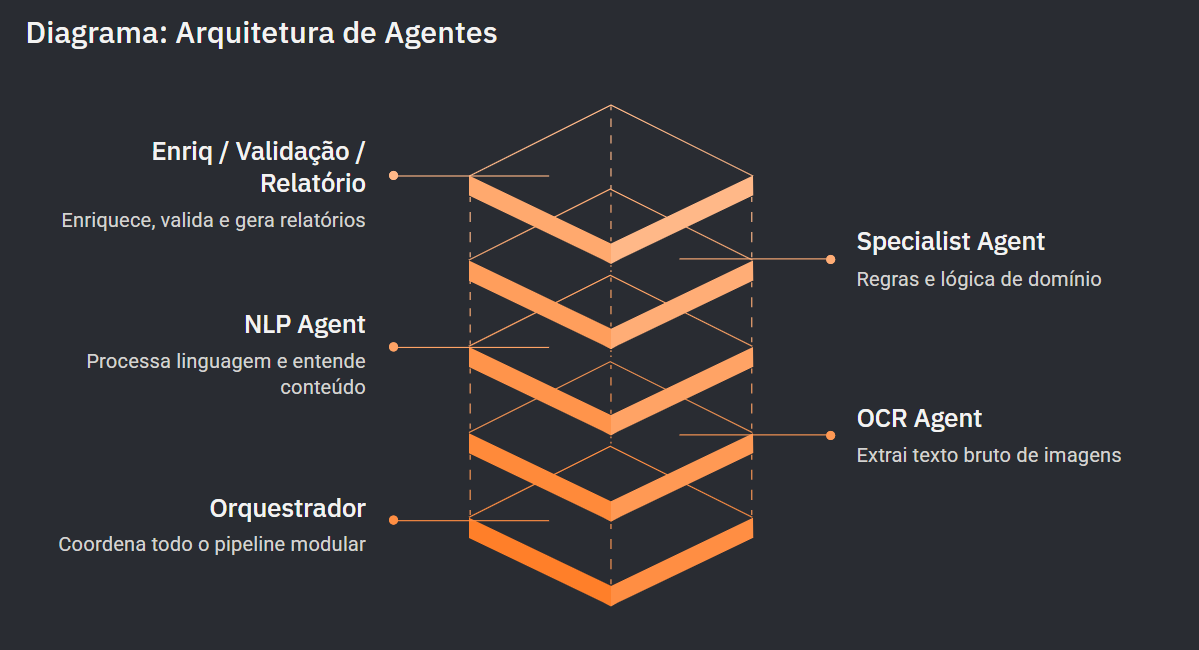 Diagrama: Arquitetura de Agentes
Enriq / Validação /
Relatório
Enriquece, valida e gera relatórios
Specialist Agent
Regras e lógica de domínio
NLP Agent
Processa linguagem e entende
conteúdo
OCR Agent
Extrai texto bruto de imagens
Orquestrador
Coordena todo o pipeline modular